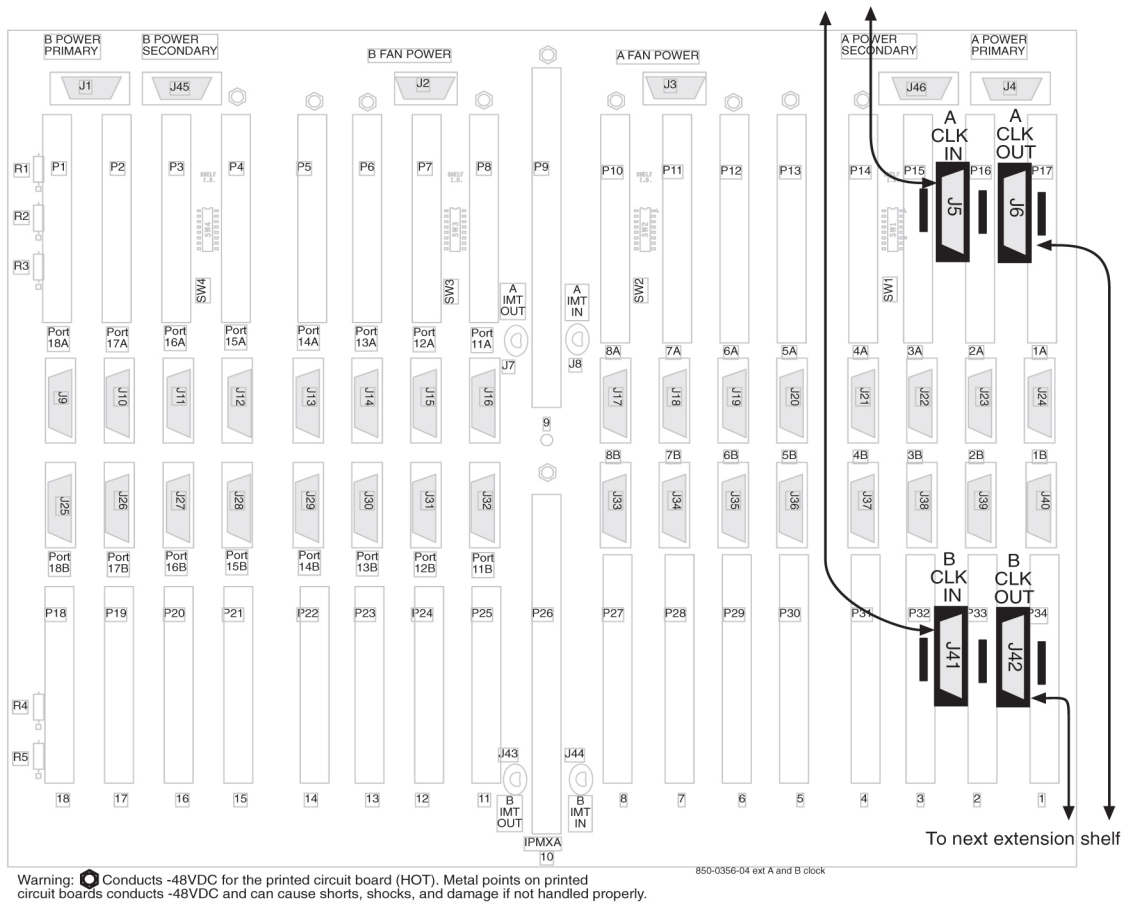 B POWER PRIMARY
B POWER SECONDARY
B FAN POWER
A FAN POWER
A POWER SECONDARY
A POWER PRIMARY
J1
J45
J2
J3
J46
J4
A CLK IN
A CLK OUT
R1
P1
P2
P3
P4
P5
P6
P7
P8
P9
P10
P11
P12
P13
P14
P15
P16
P17
SHELF I.D.
SHELF I.D.
SHELF I.D.
SHELF I.D.
J5
J6
R2
SW4
SW3
SW2
SW1
R3
SW4
SW3
SW2
SW1
A IMT OUT
A IMT IN
Port 18A
Port 17A
Port 16A
Port 15A
Port 14A
Port 13A
Port 12A
Port 11A
J7
J8
8A
7A
6A
5A
4A
3A
2A
1A
J9
J10
J11
J12
J13
J14
J15
J16
J17
J18
J19
J20
J21
J22
J23
J24
9
8B
7B
6B
5B
4B
3B
2B
1B
J25
J26
J27
J28
J29
J30
J31
J32
J33
J34
J35
J36
J37
J38
J39
J40
Port 18B
Port 17B
Port 16B
Port 15B
Port 14B
Port 13B
Port 12B
Port 11B
B CLK IN
B CLK OUT
P18
P19
P20
P21
P22
P23
P24
P25
P26
P27
P28
P29
P30
P31
P32
P33
P34
J41
J42
R4
R5
J43
J44
18
17
16
15
14
13
12
11
B IMT OUT
B IMT IN
8
7
6
5
4
3
2
1
IPMXA
10
To next extension shelf
850-0356-04 ext A and B clock
Warning: Conducts -48VDC for the printed circuit board (HOT). Metal points on printed
circuit boards conducts -48VDC and can cause shorts, shocks, and damage if not handled properly.